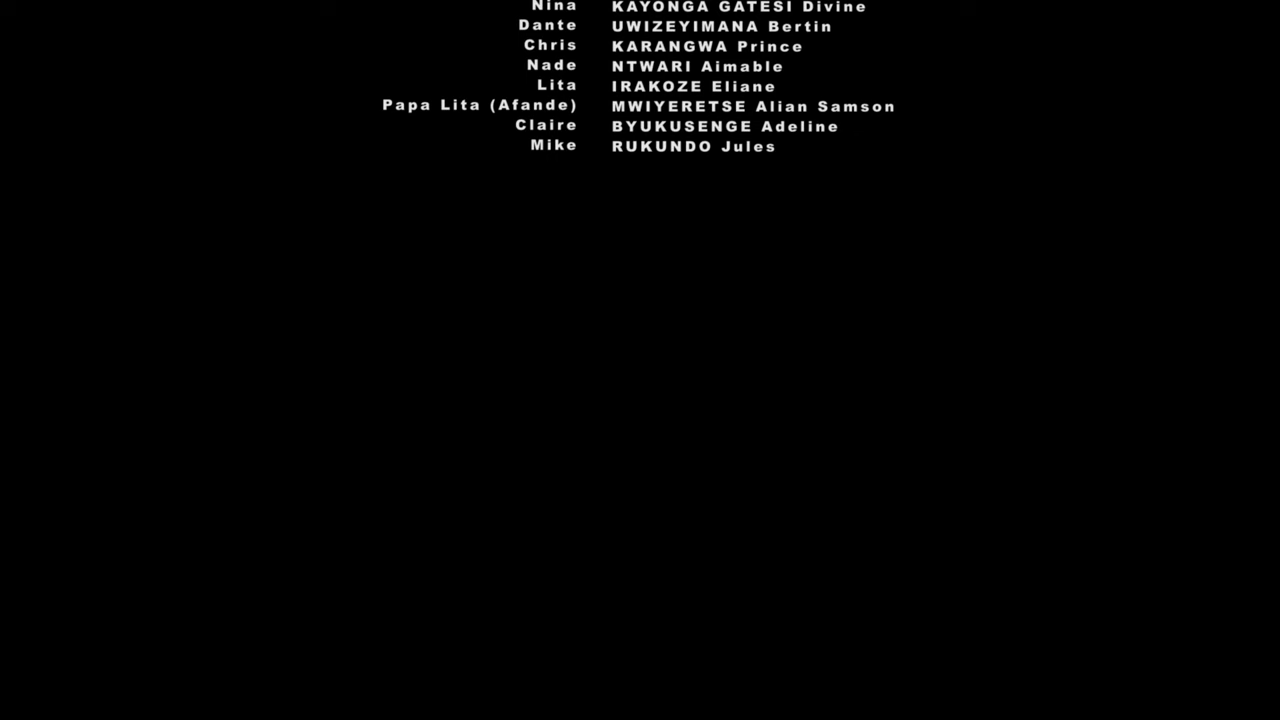 Nina KAYONGA GATESI Divine
Dante UWIZEYIMANA Bertin
Chris KARANGWA Prince
Nade NTWARI Aimable
Lita IRAKOZE Eliane
Papa Lita (Afande) MWIYERETSE Alian Samson
Claire BYUKUSENGE Adeline
Mike RUKUNDO Jules